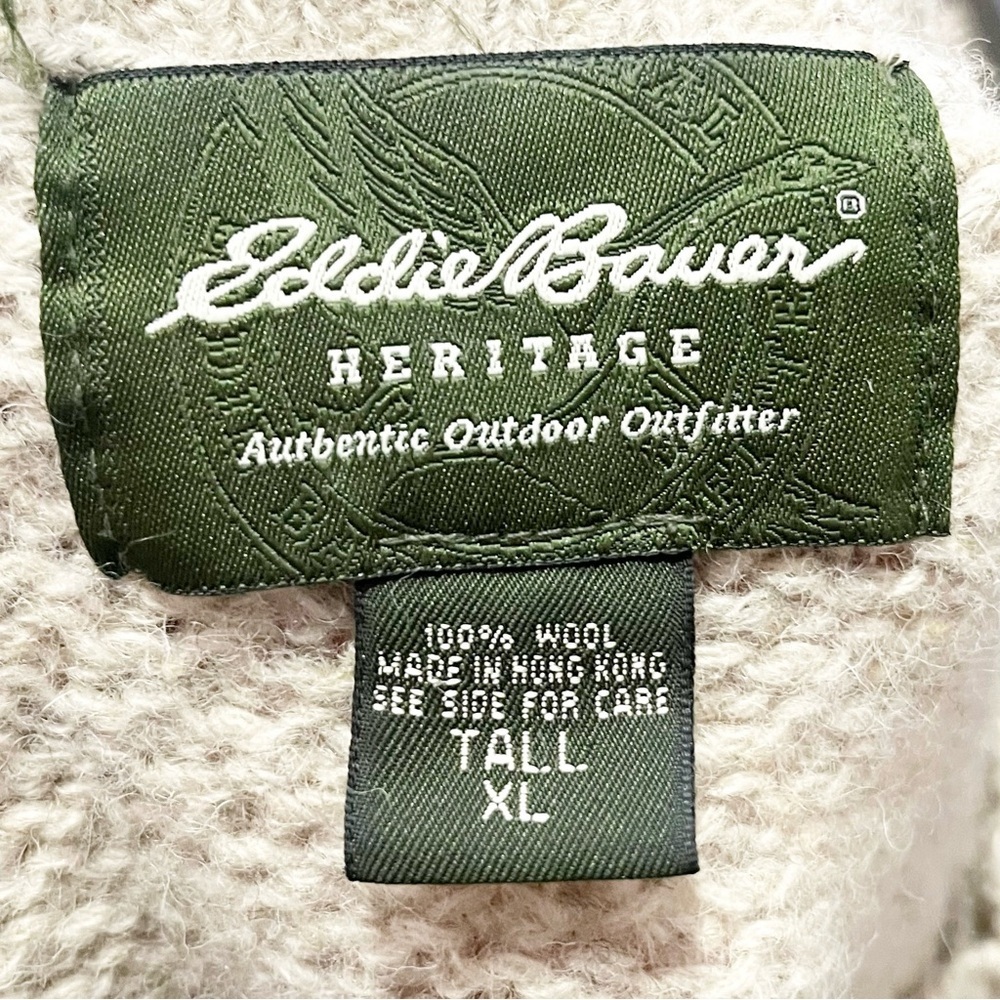 Eddie Bauer®
HERITAGE
Authentic Outdoor Outfitter
100% WOOL
MADE IN HONG KONG
SEE SIDE FOR CARE
TALL
XL